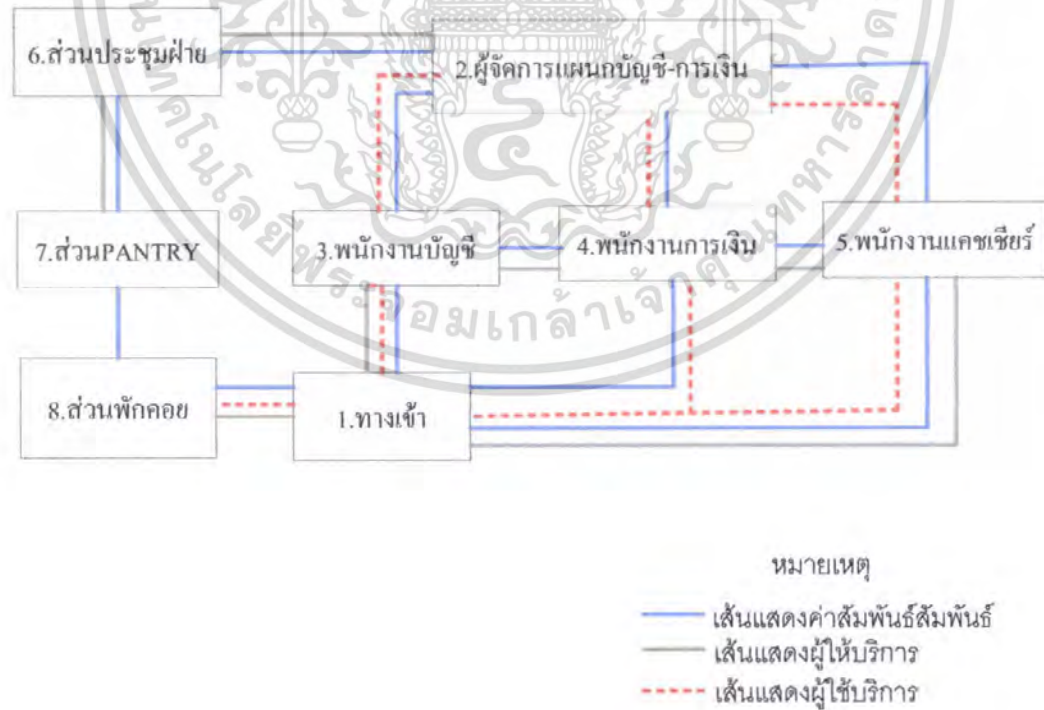 6.ส่วนประชุมฝ่าย
2.ผู้จัดการแผนกบัญชี-การเงิน
7.ส่วนPANTRY
3.พนักงานบัญชี
4.พนักงานการเงิน
5.พนักงานแคชเชียร์
8.ส่วนพักคอย
1.ทางเข้า
หมายเหตุ
เส้นแสดงค่าสัมพันธ์สัมพันธ์
เส้นแสดงผู้ให้บริการ
เส้นแสดงผู้ใช้บริการ